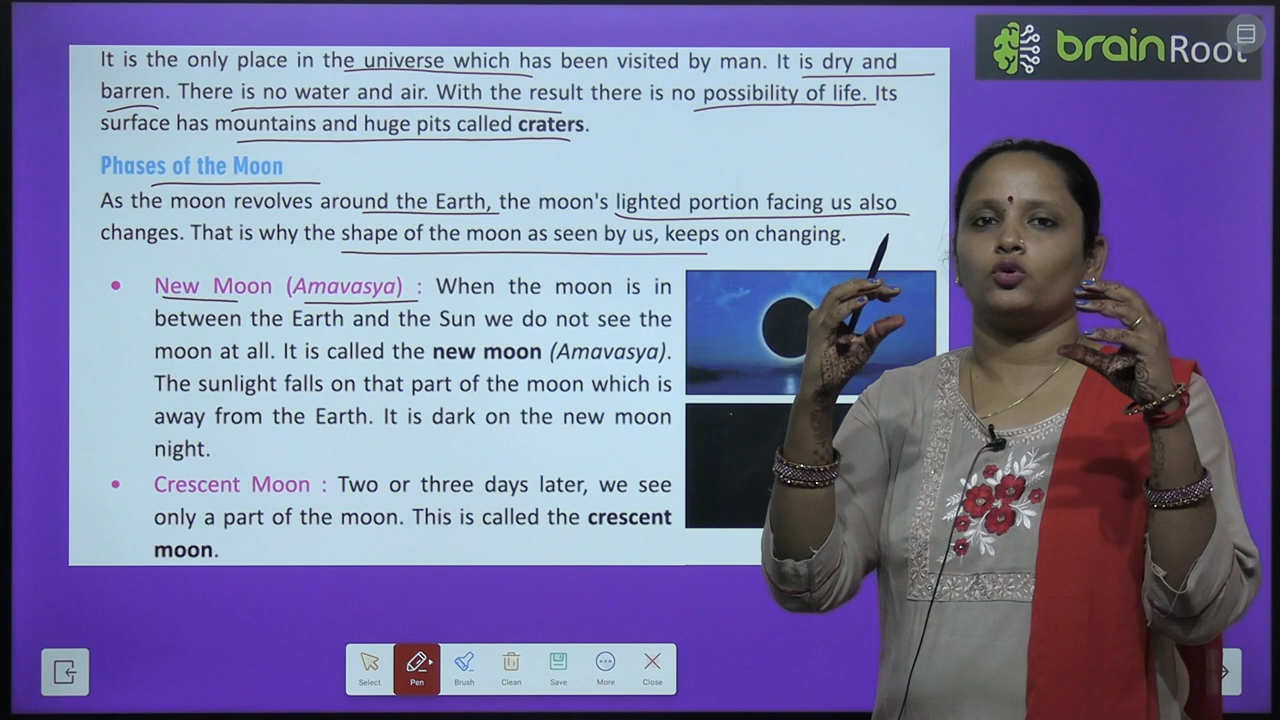 It is the only place in the universe which has been visited by man. It is dry and
barren. There is no water and air. With the result there is no possibility of life. Its
surface has mountains and huge pits called craters.
Phases of the Moon
As the moon revolves around the Earth, the moon's lighted portion facing us also
changes. That is why the shape of the moon as seen by us, keeps on changing.
• New Moon (Amavasya) : When the moon is in
between the Earth and the Sun we do not see the
moon at all. It is called the new moon (Amavasya).
The sunlight falls on that part of the moon which is
away from the Earth. It is dark on the new moon
night.
• Crescent Moon : Two or three days later, we see
only a part of the moon. This is called the crescent
moon.
brainRoot
Select
Pen
Brush
Clean
Save
More
Close